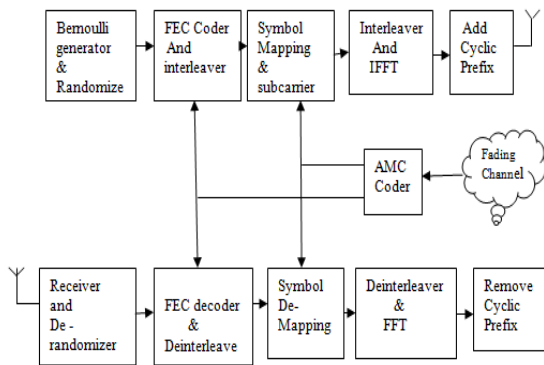 Bernoulli
generator
&
Randomize
FEC Coder
And
interleaver
Symbol
Mapping
&
subcarrier
Interleaver
And
IFFT
Add
Cyclic
Prefix
AMC
Coder
Fading
Channel
Receiver
and
De -
randomizer
FEC decoder
&
Deinterleave
Symbol
De-
Mapping
Deinterleaver
&
FFT
Remove
Cyclic
Prefix